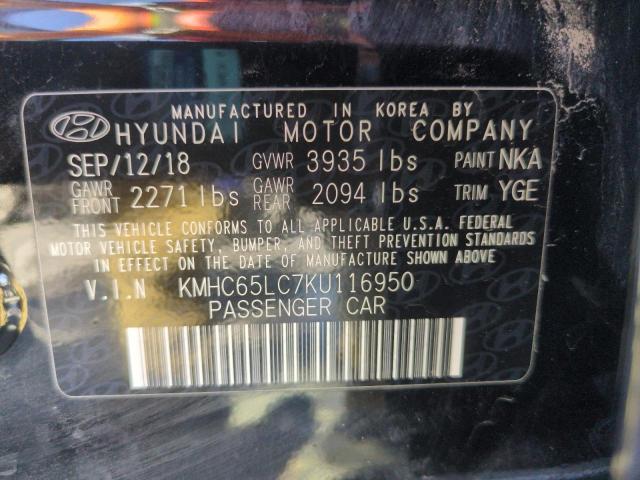 MANUFACTURED IN KOREA BY
HYUNDAI MOTOR COMPANY
SEP/12/18 GVWR 3935 lbs PAINT NKA
GAWR FRONT 2271 lbs GAWR REAR 2094 lbs TRIM YGE
THIS VEHICLE CONFORMS TO ALL APPLICABLE U.S.A. FEDERAL
MOTOR VEHICLE SAFETY, BUMPER, AND THEFT PREVENTION STANDARDS
IN EFFECT ON THE DATE OF MANUFACTURE SHOWN ABOVE
V.I.N KMHC65LC7KU116950
PASSENGER CAR